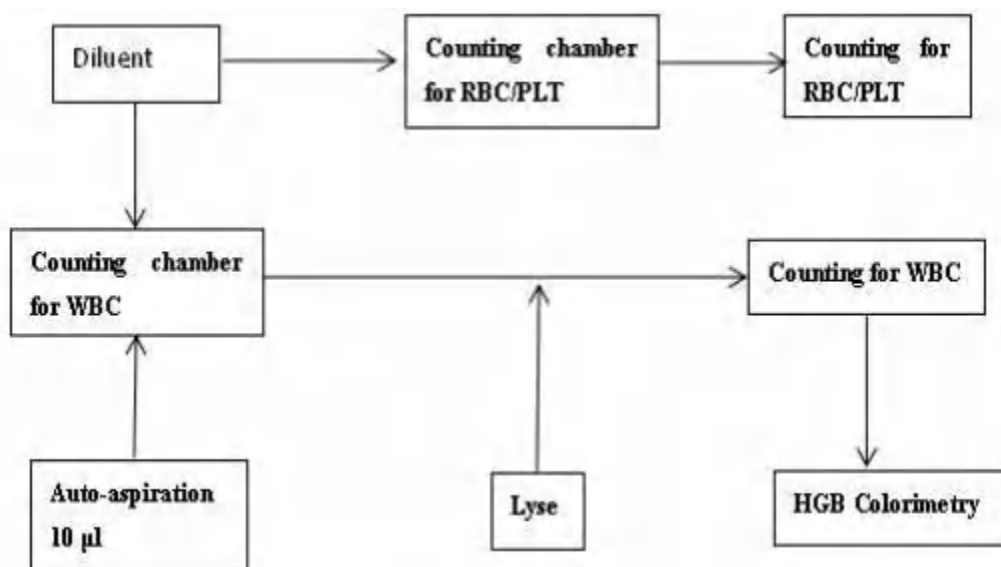 Diluent
Counting chamber
for RBC/PLT
Counting for
RBC/PLT
Counting chamber
for WBC
Counting for WBC
Auto-aspiration
10 μl
Lyse
HGB Colorimetry